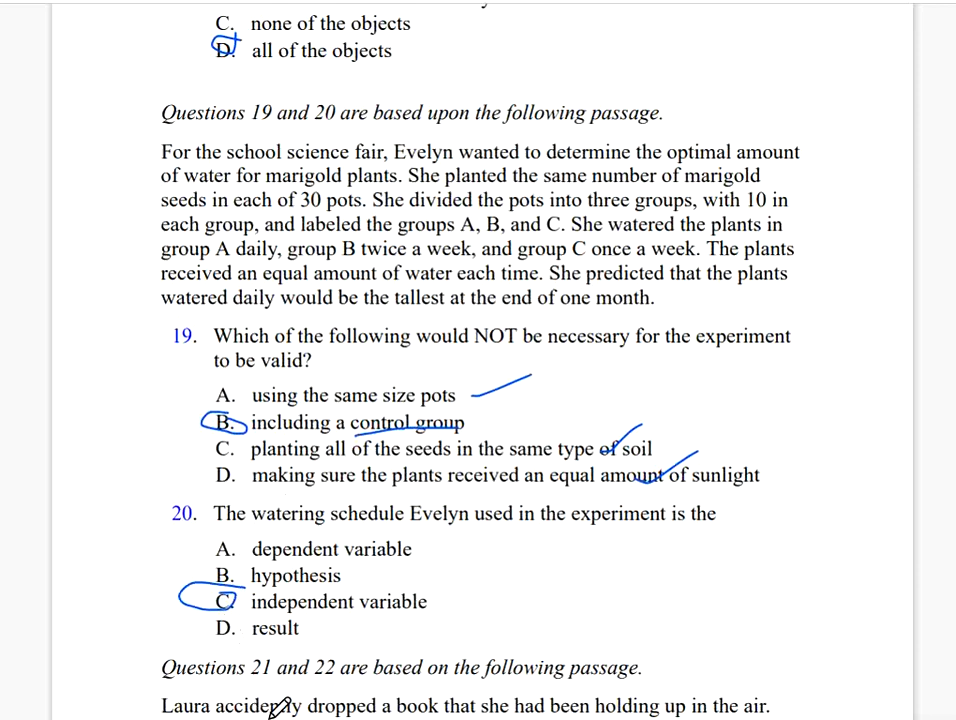 C. none of the objects
D. all of the objects
Questions 19 and 20 are based upon the following passage.
For the school science fair, Evelyn wanted to determine the optimal amount
of water for marigold plants. She planted the same number of marigold
seeds in each of 30 pots. She divided the pots into three groups, with 10 in
each group, and labeled the groups A, B, and C. She watered the plants in
group A daily, group B twice a week, and group C once a week. The plants
received an equal amount of water each time. She predicted that the plants
watered daily would be the tallest at the end of one month.
19. Which of the following would NOT be necessary for the experiment
to be valid?
A. using the same size pots
B. including a control group
C. planting all of the seeds in the same type of soil
D. making sure the plants received an equal amount of sunlight
20. The watering schedule Evelyn used in the experiment is the
A. dependent variable
B. hypothesis
C. independent variable
D. result
Questions 21 and 22 are based on the following passage.
Laura dropped a book that she had been holding up in the air.